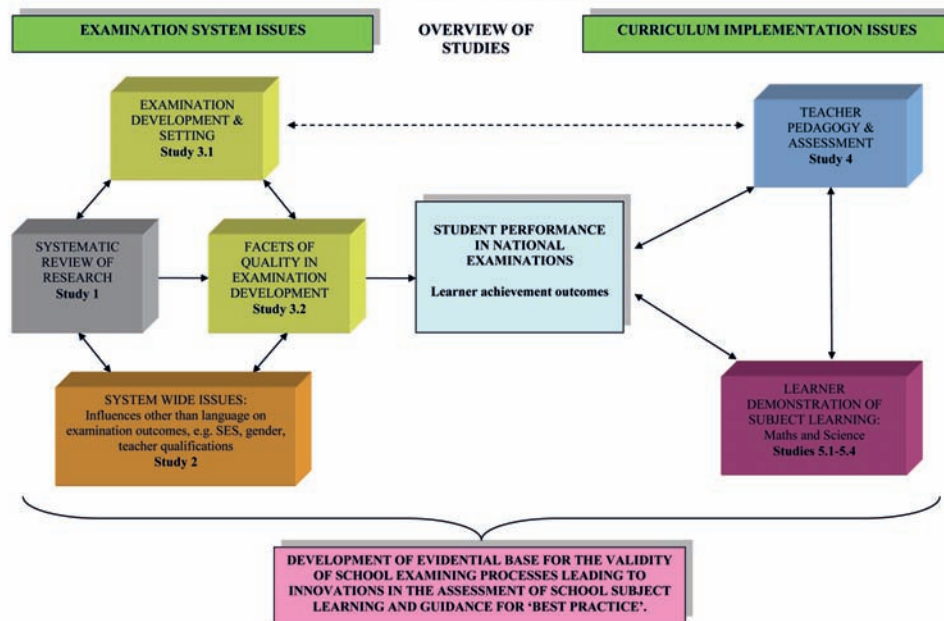 EXAMINATION SYSTEM ISSUES
OVERVIEW OF
STUDIES
CURRICULUM IMPLEMENTATION ISSUES
EXAMINATION
DEVELOPMENT &
SETTING
Study 3.1
TEACHER
PEDAGOGY &
ASSESSMENT
Study 4
SYSTEMATIC
REVIEW OF
RESEARCH
Study 1
FACETS OF
QUALITY IN
EXAMINATION
DEVELOPMENT
Study 3.2
STUDENT PERFORMANCE
IN NATIONAL
EXAMINATIONS
Learner achievement outcomes
SYSTEM WIDE ISSUES:
Influences other than language on
examination outcomes, e.g. SES, gender,
teacher qualifications
Study 2
LEARNER
DEMONSTRATION OF
SUBJECT LEARNING:
Maths and Science
Studies 5.1-5.4
DEVELOPMENT OF EVIDENTIAL BASE FOR THE VALIDITY
OF SCHOOL EXAMINING PROCESSES LEADING TO
INNOVATIONS IN THE ASSESSMENT OF SCHOOL SUBJECT
LEARNING AND GUIDANCE FOR ‘BEST PRACTICE’.